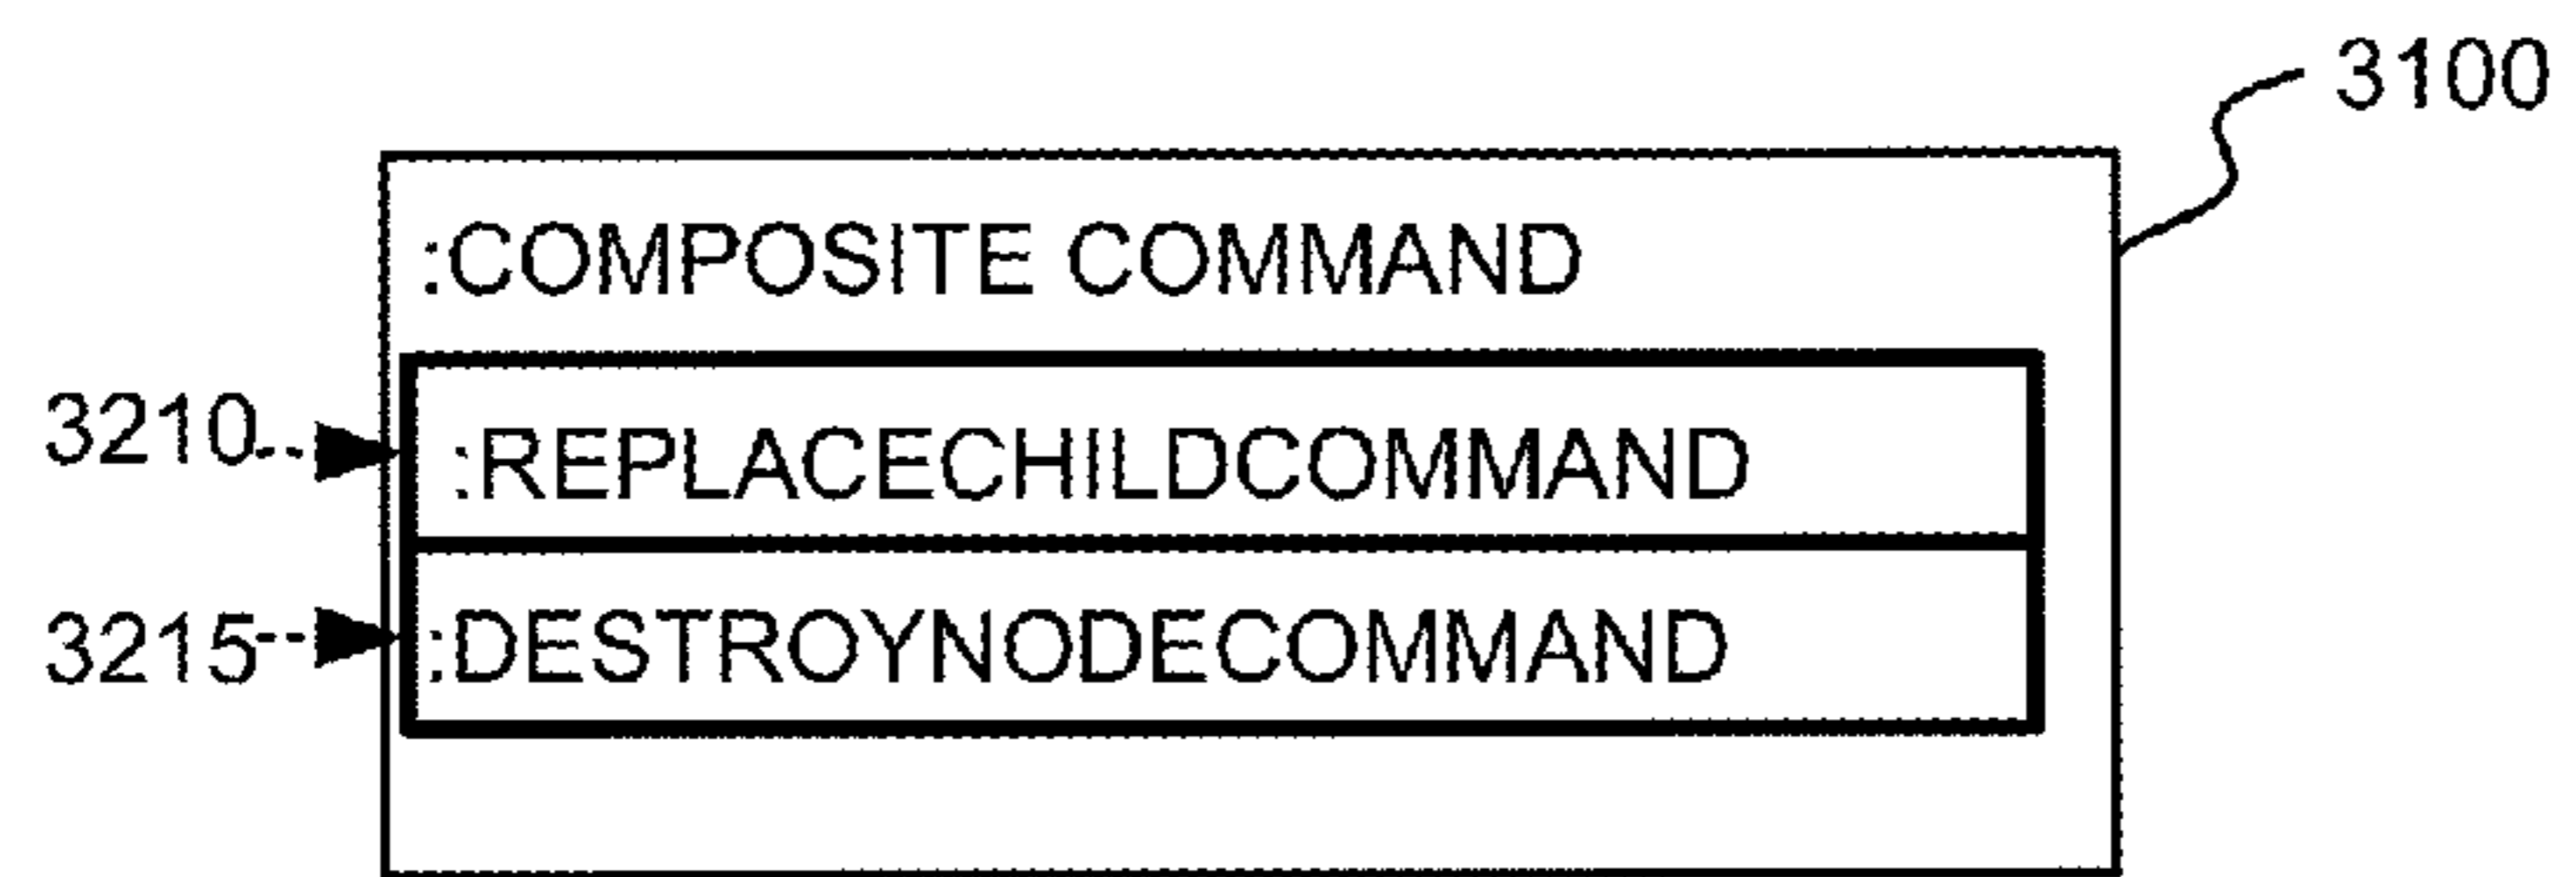 3100
:COMPOSITE COMMAND
3210 :REPLACECHILDCOMMAND
3215 :DESTROYNODECOMMAND